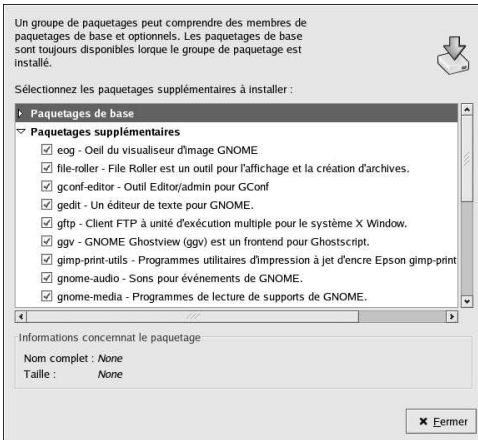 Un groupe de paquetages peut comprendre des membres de
paquetages de base et optionnels. Les paquetages de base
sont toujours disponibles lorque le groupe de paquetage est
installé.
Sélectionnez les paquetages supplémentaires à installer :
Paquetages de base
Paquetages supplémentaires
eog - Oeil du visualiseur d'image GNOME
file-roller - File Roller est un outil pour l'affichage et la création d'archives.
gconf-editor - Outil Editor/admin pour GConf
gedit - Un éditeur de texte pour GNOME.
gftp - Client FTP à unité d'exécution multiple pour le système X Window.
ggv - GNOME Ghostview (ggv) est un frontend pour Ghostscript.
gimp-print-utils - Programmes utilitaires d'impression à jet d'encre Epson gimp-print
gnome-audio - Sons pour événements de GNOME.
gnome-media - Programmes de lecture de supports de GNOME.
Informations concernat le paquetage
Nom complet : None
Taille : None
Fermer